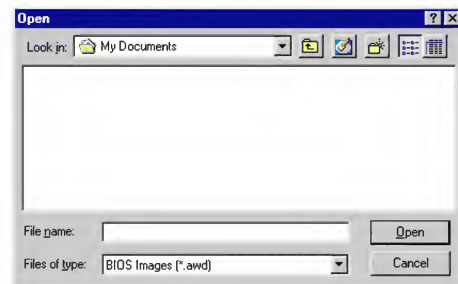 Open
Look in: My Documents
File name:
Open
Files of type: BIOS Images (*.awd)
Cancel